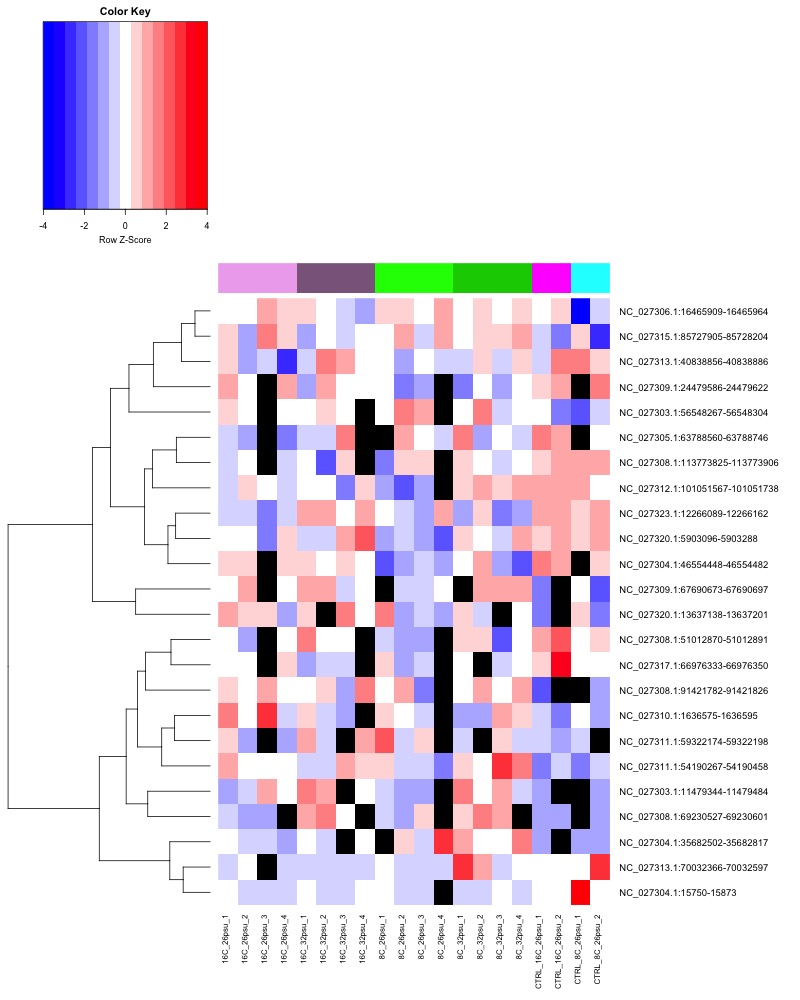 Color Key
-4 -2 0 2 4
Row Z-Score
NC_027306.1:16465909-16465964
NC_027315.1:85727905-85728204
NC_027313.1:40838856-40838886
NC_027309.1:24479586-24479622
NC_027303.1:56548267-56548304
NC_027305.1:63788560-63788746
NC_027308.1:113773825-113773906
NC_027312.1:101051567-101051738
NC_027323.1:12266089-12266162
NC_027320.1:5903096-5903288
NC_027304.1:46554448-46554482
NC_027309.1:67690673-67690697
NC_027320.1:13637138-13637201
NC_027308.1:51012870-51012891
NC_027317.1:66976333-66976350
NC_027308.1:91421782-91421826
NC_027310.1:1636575-1636595
NC_027311.1:59322174-59322198
NC_027311.1:54190267-54190458
NC_027303.1:11479344-11479484
NC_027308.1:69230527-69230601
NC_027304.1:35682502-35682817
NC_027313.1:70032366-70032597
NC_027304.1:15750-15873
16C_26psu_1
16C_26psu_2
16C_26psu_3
16C_26psu_4
16C_32psu_1
16C_32psu_2
16C_32psu_3
16C_32psu_4
8C_26psu_1
8C_26psu_2
8C_26psu_3
8C_26psu_4
8C_32psu_1
8C_32psu_2
8C_32psu_3
8C_32psu_4
CTRL_16C_26psu_1
CTRL_16C_26psu_2
CTRL_8C_26psu_1
CTRL_8C_26psu_2